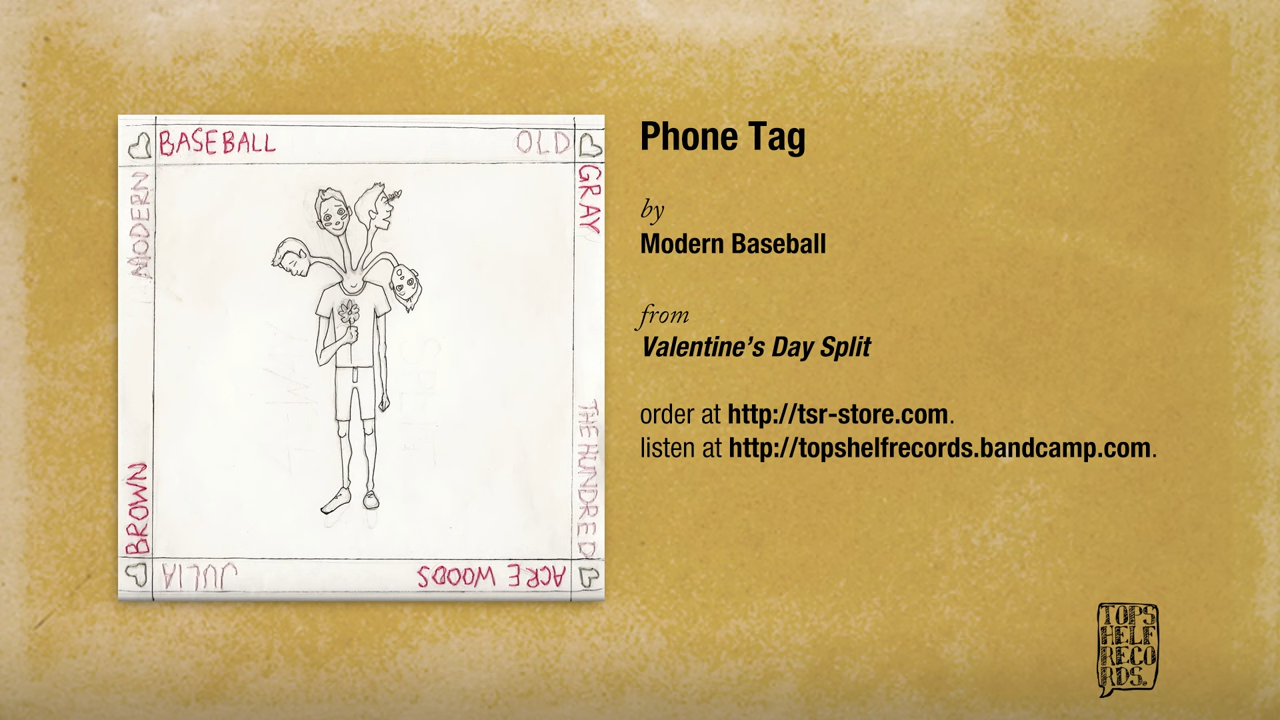 BASEBALL
OLD
GRAY
MODERN
THE HUNDRED
ACRE WOODS
JULIA
BROWN
Phone Tag
by
Modern Baseball
from
Valentine's Day Split
order at http://tsr-store.com.
listen at http://topshelfrecords.bandcamp.com.
TOPS
HELF
RECO
RDS.